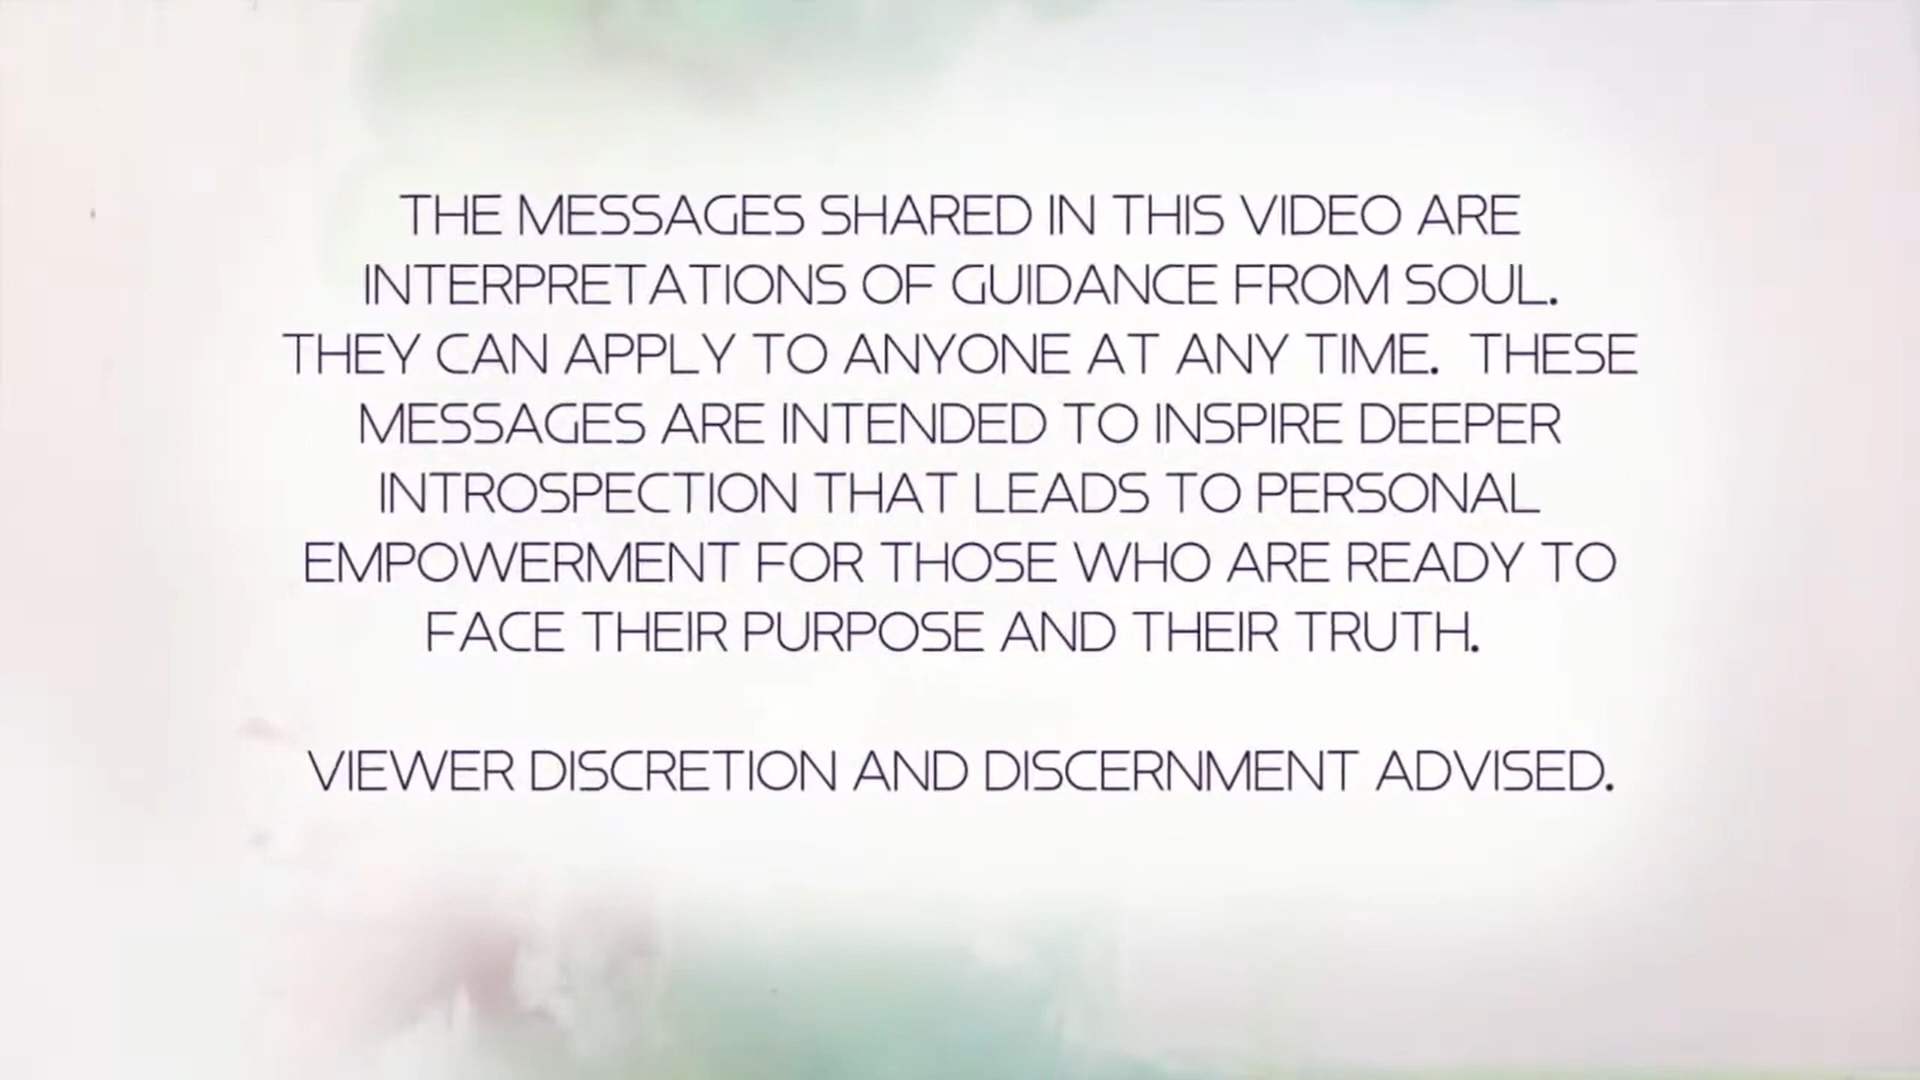 THE MESSAGES SHARED IN THIS VIDEO ARE
INTERPRETATIONS OF GUIDANCE FROM SOUL.
THEY CAN APPLY TO ANYONE AT ANY TIME.  THESE
MESSAGES ARE INTENDED TO INSPIRE DEEPER
INTROSPECTION THAT LEADS TO PERSONAL
EMPOWERMENT FOR THOSE WHO ARE READY TO
FACE THEIR PURPOSE AND THEIR TRUTH.
VIEWER DISCRETION AND DISCERNMENT ADVISED.